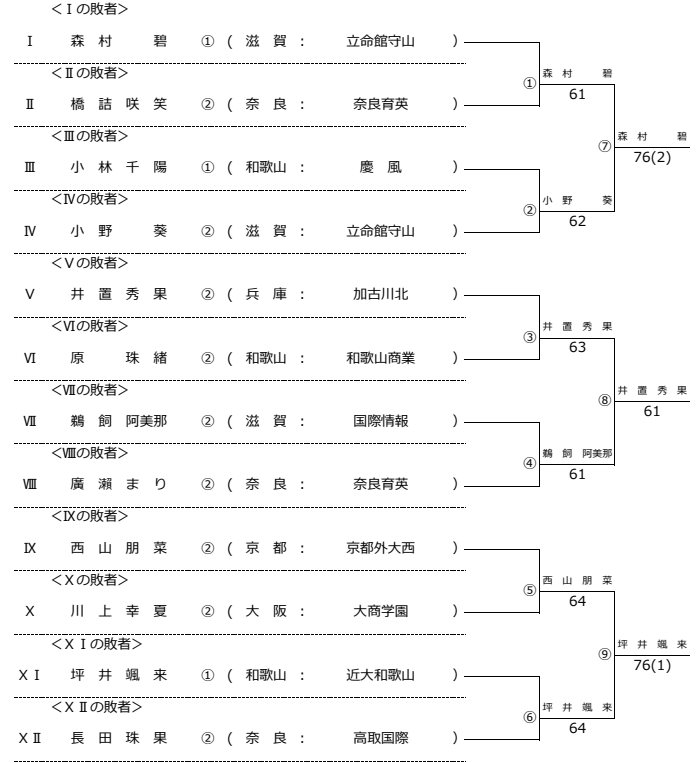 ＜Ⅰの敗者＞
Ⅰ 森 村 碧 ① ( 滋 賀 : 立命館守山 )
＜Ⅱの敗者＞
Ⅱ 橋 詰 咲 笑 ② ( 奈 良 : 奈良育英 )
＜Ⅲの敗者＞
Ⅲ 小 林 千 陽 ① ( 和歌山 : 慶 風 )
＜Ⅳの敗者＞
Ⅳ 小 野 葵 ② ( 滋 賀 : 立命館守山 )
＜Ⅴの敗者＞
Ⅴ 井 置 秀 果 ② ( 兵 庫 : 加古川北 )
＜Ⅵの敗者＞
Ⅵ 原 珠 緒 ② ( 和歌山 : 和歌山商業 )
＜Ⅶの敗者＞
Ⅶ 鵜 飼 阿美那 ② ( 滋 賀 : 国際情報 )
＜Ⅷの敗者＞
Ⅷ 廣 瀨 ま り ② ( 奈 良 : 奈良育英 )
＜Ⅸの敗者＞
Ⅸ 西 山 朋 菜 ② ( 京 都 : 京都外大西 )
＜Ⅹの敗者＞
Ⅹ 川 上 幸 夏 ② ( 大 阪 : 大商学園 )
＜ⅩⅠの敗者＞
ⅩⅠ 坪 井 颯 来 ① ( 和歌山 : 近大和歌山 )
＜ⅩⅡの敗者＞
ⅩⅡ 長 田 珠 果 ② ( 奈 良 : 高取国際 )
① 森 村 碧
61
② 小 野 葵
62
③ 井 置 秀 果
63
④ 鵜 飼 阿美那
61
⑤ 西 山 朋 菜
64
⑥ 坪 井 颯 来
64
⑦ 森 村 碧
76(2)
⑧ 井 置 秀 果
61
⑨ 坪 井 颯 来
76(1)